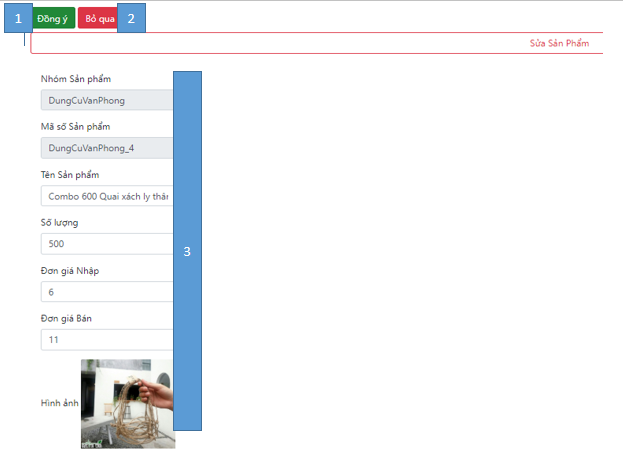 1 Đồng ý Bỏ qua 2
Sửa Sản Phẩm
Nhóm Sản phẩm
DungCuVanPhong
Mã số Sản phẩm
DungCuVanPhong_4
Tên Sản phẩm
Combo 600 Quai xách ly
Số lượng
500
3
Đơn giá Nhập
6
Đơn giá Bán
11
Hình ảnh